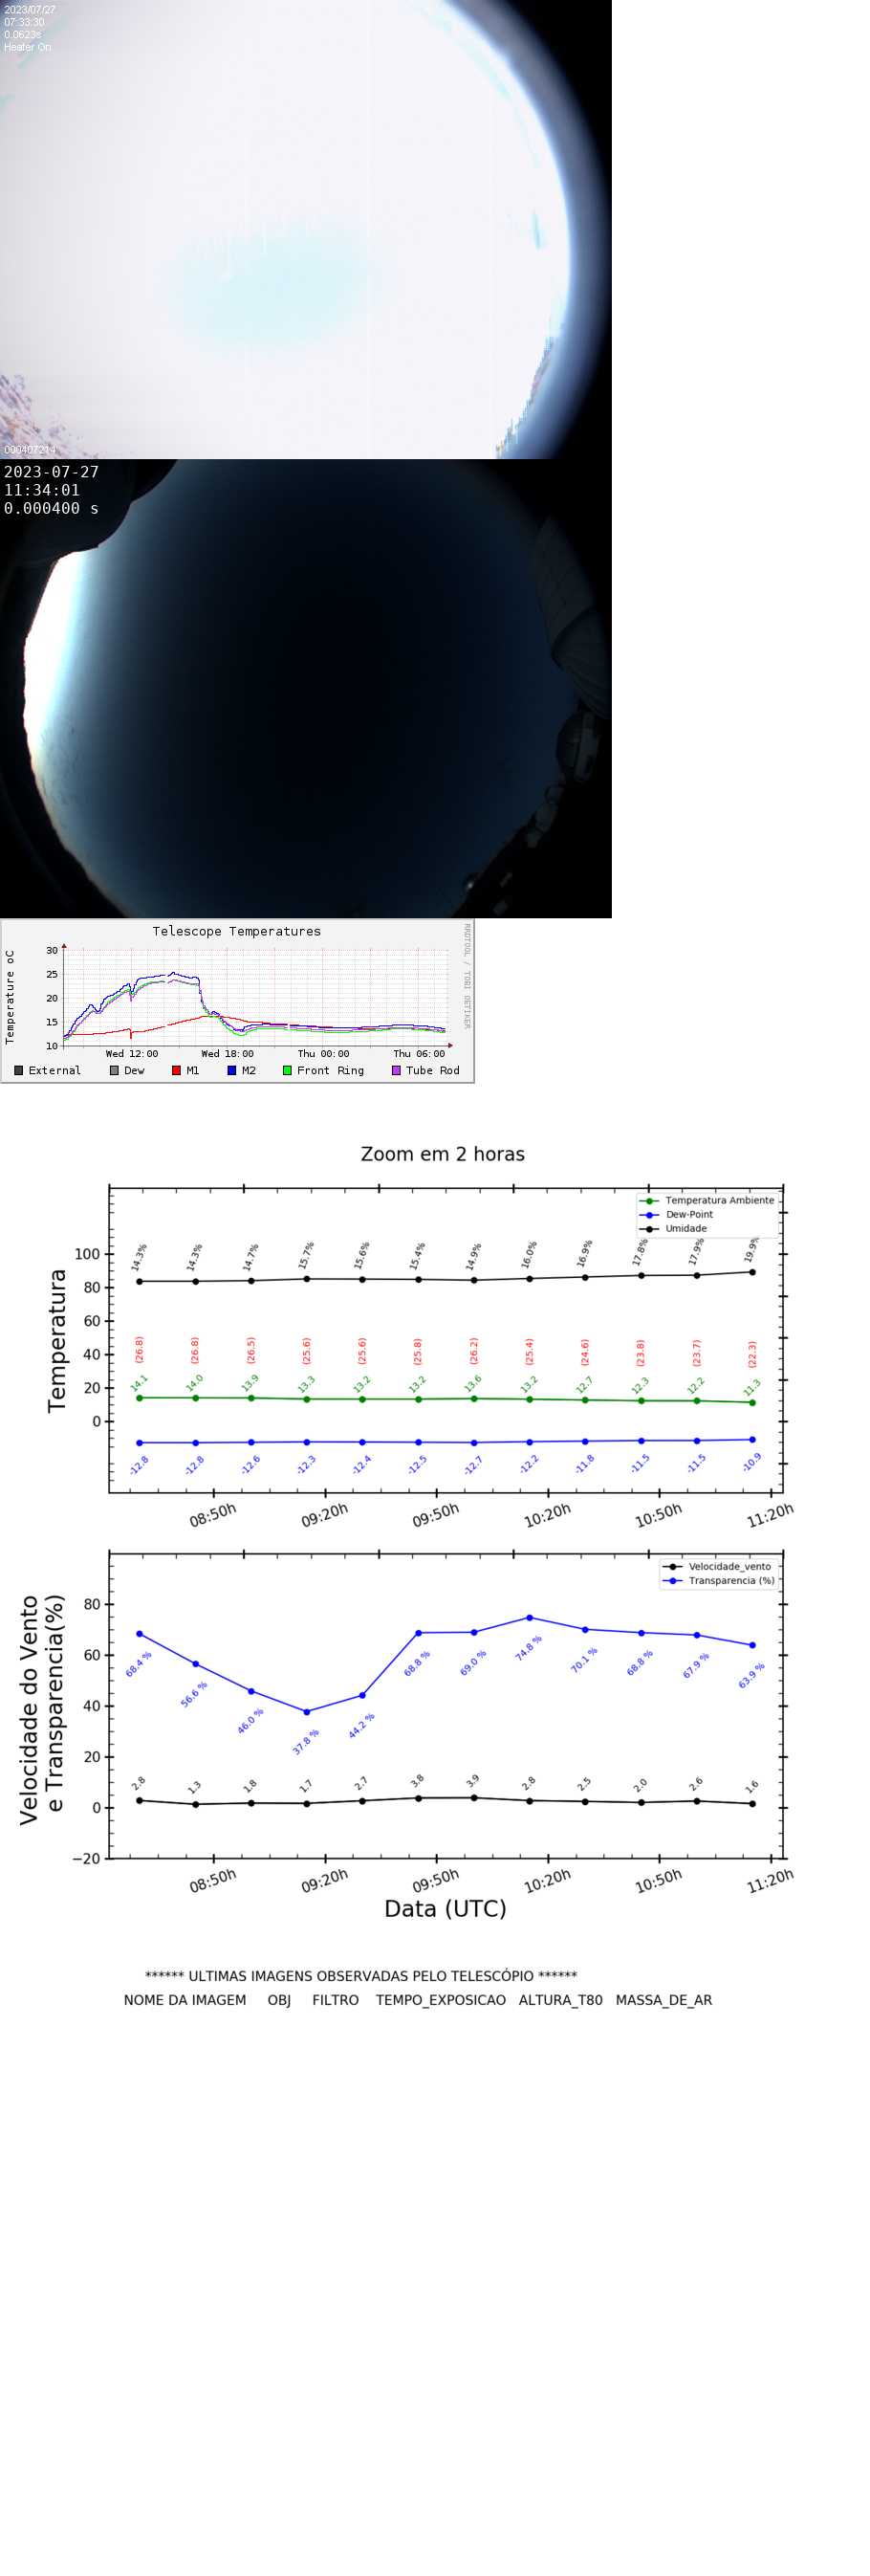 2023/07/27
07:33:30
0.0623s
Heater On
000407214
2023-07-27
11:34:01
0.000400 s
Telescope Temperatures
RRDTOOL / TOBI OETIKER
Temperature oC
30
25
20
15
10
Wed 12:00 Wed 18:00 Thu 00:00 Thu 06:00
External Dew M1 M2 Front Ring Tube Rod
Zoom em 2 horas
Temperatura Ambiente
Dew-Point
Umidade
Temperatura
100
80
60
40
20
0
14.3% 14.3% 14.7% 15.7% 15.6% 15.4% 14.9% 16.0% 16.9% 17.8% 17.9% 19.9%
(26.8) (26.8) (26.5) (25.6) (25.6) (25.8) (26.2) (25.4) (24.6) (23.8) (23.7) (22.3)
14.1 14.0 13.9 13.3 13.2 13.2 13.6 13.2 12.7 12.3 12.2 11.3
-12.8 -12.8 -12.6 -12.3 -12.4 -12.5 -12.7 -12.2 -11.8 -11.5 -11.5 -10.9
08:50h 09:20h 09:50h 10:20h 10:50h 11:20h
Velocidade_vento
Transparencia (%)
Velocidade do Vento
e Transparencia(%)
80
60
40
20
0
−20
68.4 % 56.6 % 46.0 % 37.8 % 44.2 % 68.8 % 69.0 % 74.8 % 70.1 % 68.8 % 67.9 % 63.9 %
2.8 1.3 1.8 1.7 2.7 3.8 3.9 2.8 2.5 2.0 2.6 1.6
08:50h 09:20h 09:50h 10:20h 10:50h 11:20h
Data (UTC)
****** ULTIMAS IMAGENS OBSERVADAS PELO TELESCÓPIO ******
NOME DA IMAGEM OBJ FILTRO TEMPO_EXPOSICAO ALTURA_T80 MASSA_DE_AR